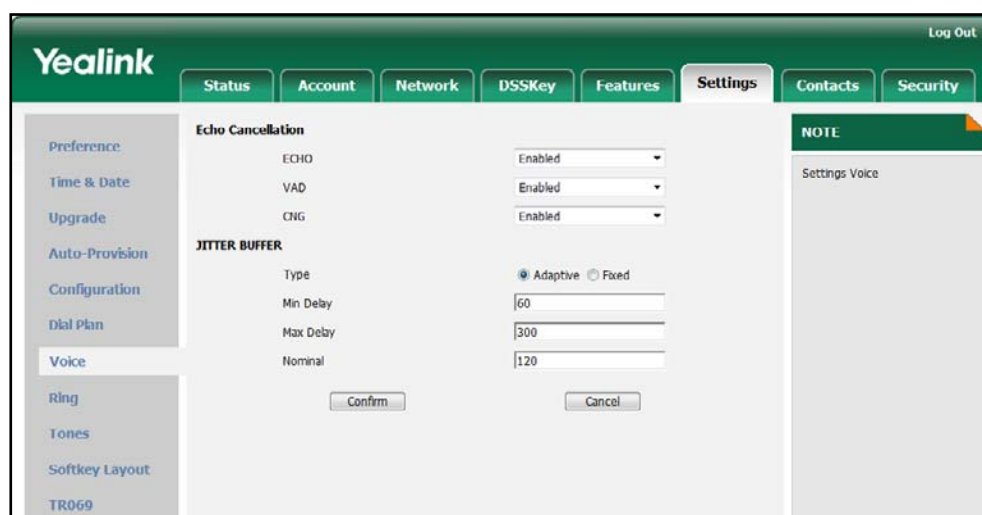 Log Out
Yealink
Status Account Network DSSKey Features Settings Contacts Security
Preference
Time & Date
Upgrade
Auto-Provision
Configuration
Dial Plan
Voice
Ring
Tones
Softkey Layout
TR069
Echo Cancellation
ECHO Enabled
VAD Enabled
CNG Enabled
JITTER BUFFER
Type Adaptive Fixed
Min Delay 60
Max Delay 300
Nominal 120
Confirm Cancel
NOTE
Settings Voice